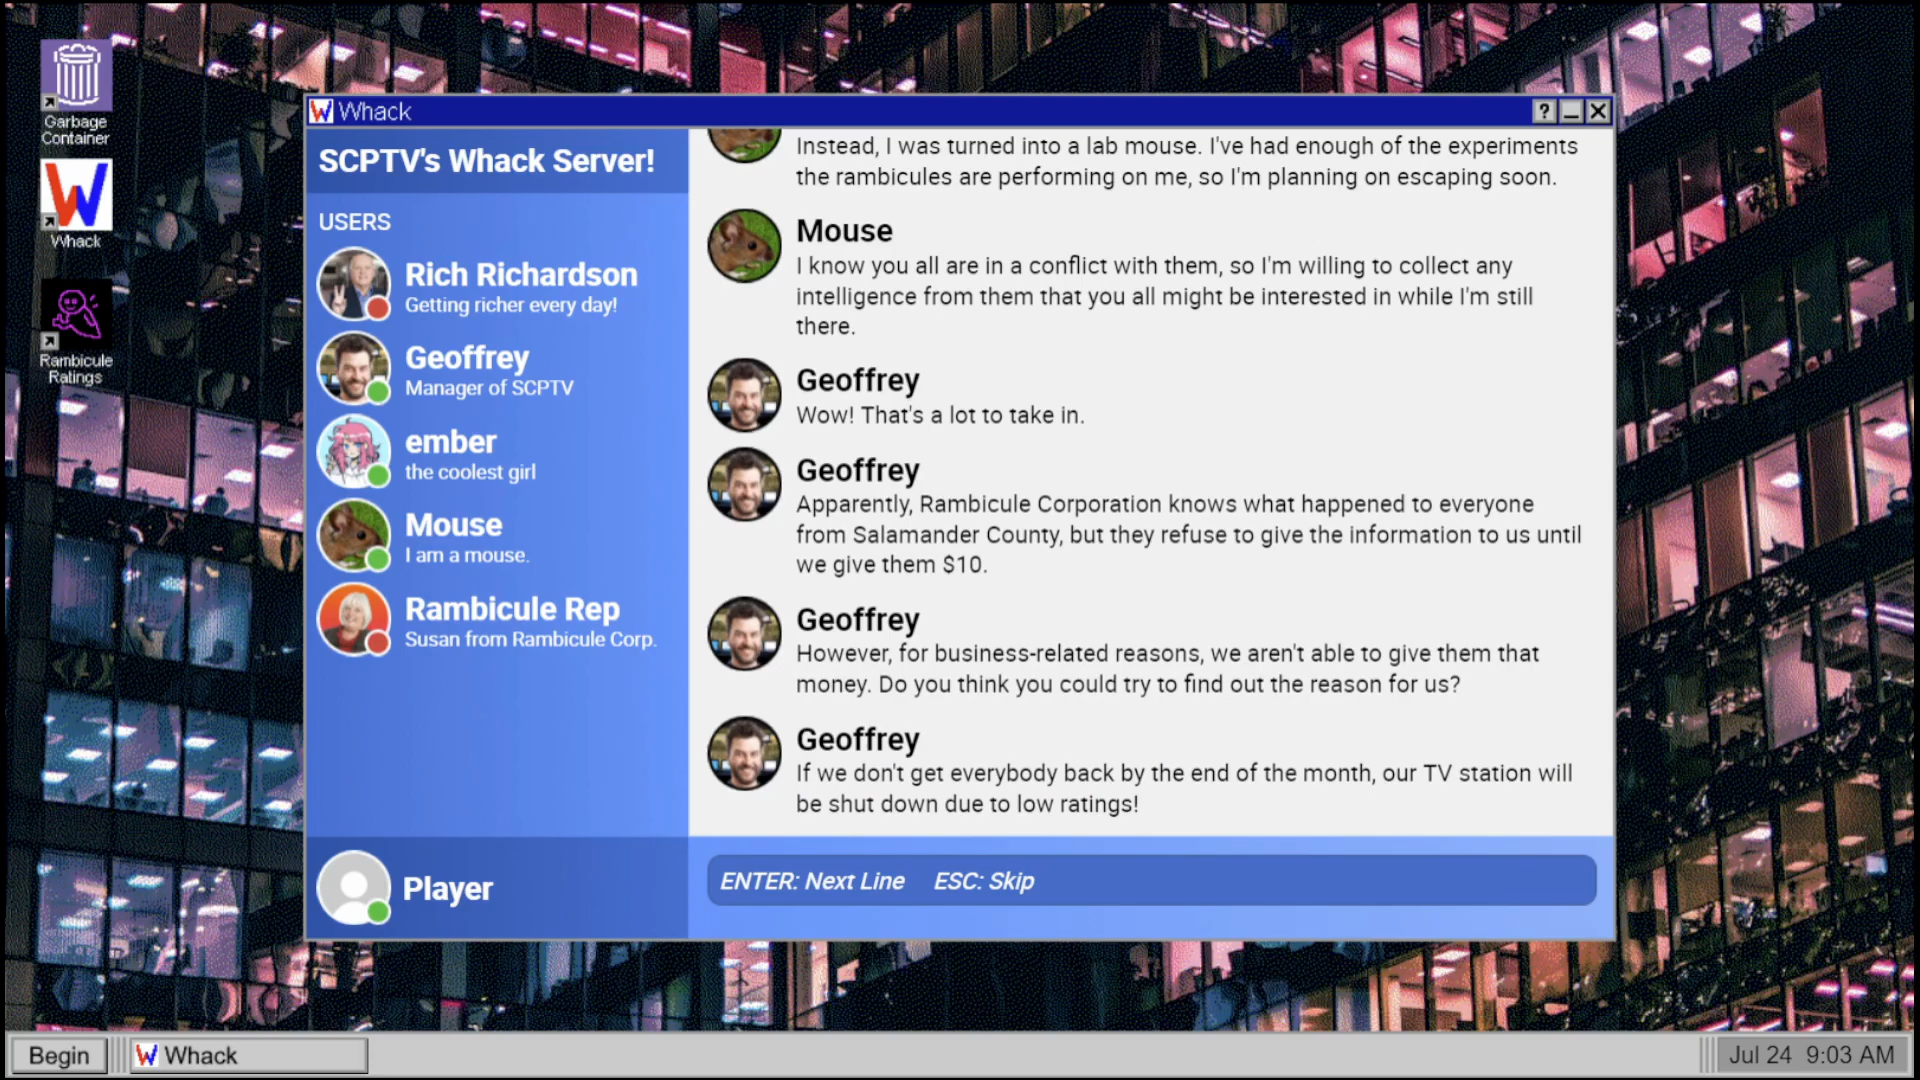 Garbage
Container
Whack
Rambicule
Ratings
Whack
SCPTV's Whack Server!
USERS
Rich Richardson
Getting richer every day!
Geoffrey
Manager of SCPTV
ember
the coolest girl
Mouse
I am a mouse.
Rambicule Rep
Susan from Rambicule Corp.
Player
Instead, I was turned into a lab mouse. I've had enough of the experiments
the rambicules are performing on me, so I'm planning on escaping soon.
Mouse
I know you all are in a conflict with them, so I'm willing to collect any
intelligence from them that you all might be interested in while I'm still
there.
Geoffrey
Wow! That's a lot to take in.
Geoffrey
Apparently, Rambicule Corporation knows what happened to everyone
from Salamander County, but they refuse to give the information to us until
we give them $10.
Geoffrey
However, for business-related reasons, we aren't able to give them that
money. Do you think you could try to find out the reason for us?
Geoffrey
If we don't get everybody back by the end of the month, our TV station will
be shut down due to low ratings!
ENTER: Next Line ESC: Skip
Begin
Whack
Jul 24 9:03 AM